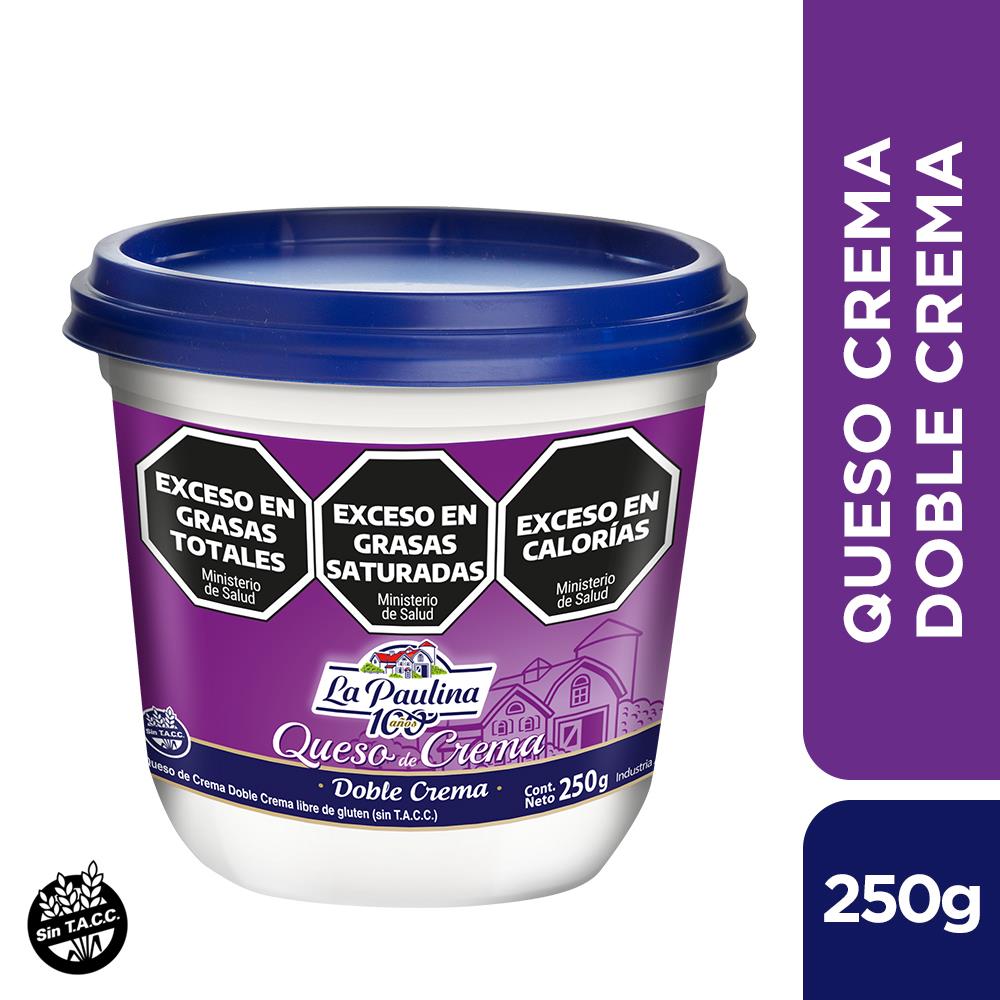 EXCESO EN
GRASAS
TOTALES
Ministerio
de Salud
EXCESO EN
GRASAS
SATURADAS
Ministerio
de Salud
EXCESO EN
CALORÍAS
Ministerio
de Salud
La Paulina
100 años
Queso de Crema
Sin T.A.C.C.
Doble Crema
Cont.
Neto 250g
Industria
Queso de Crema Doble Crema libre de gluten (sin T.A.C.C.)
Sin T.A.C.C.
QUESO CREMA
DOBLE CREMA
250g